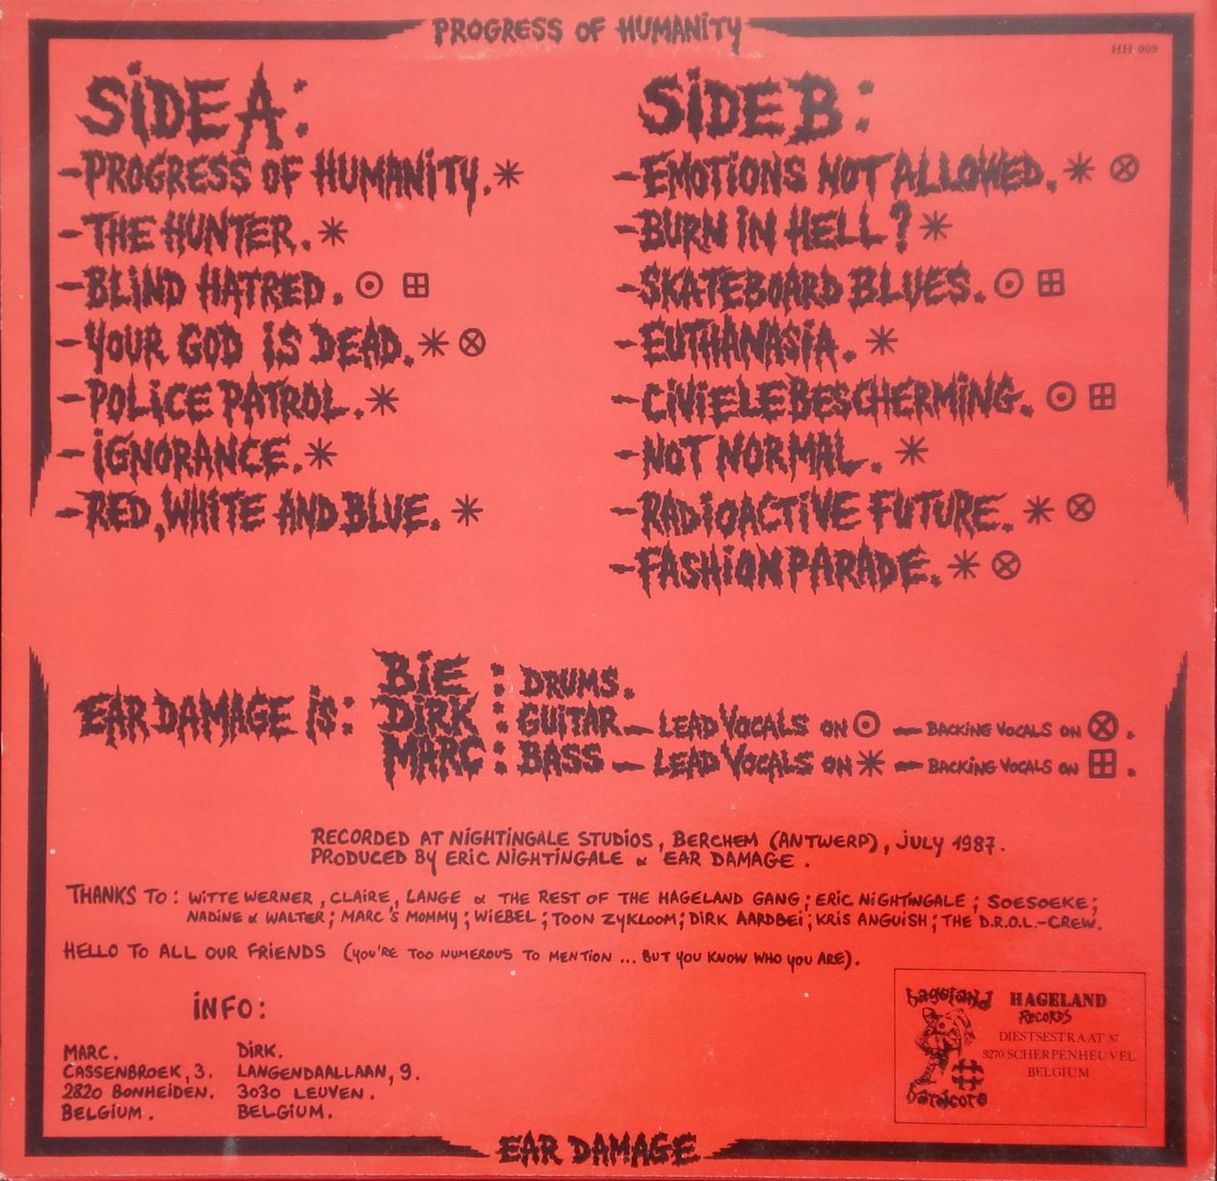 PROGRESS OF HUMANITY
HH 009
SIDE A:
-PROGRESS OF HUMANITY.*
-THE HUNTER.*
-BLIND HATRED. ⊙ ⊞
-YOUR GOD IS DEAD.* ⊗
-POLICE PATROL.*
-IGNORANCE.*
-RED, WHITE AND BLUE. *
SIDE B:
-EMOTIONS NOT ALLOWED. * ⊗
-BURN IN HELL? *
-SKATEBOARD BLUES. ⊙ ⊞
-EUTHANASIA. *
-CIVIELE BESCHERMING. ⊙ ⊞
-NOT NORMAL. *
-RADIOACTIVE FUTURE. * ⊗
-FASHION PARADE. * ⊗
EAR DAMAGE IS:
BIE : DRUMS.
DIRK : GUITAR - LEAD VOCALS ON ⊙ - BACKING VOCALS ON ⊗.
MARC : BASS - LEAD VOCALS ON * - BACKING VOCALS ON ⊞.
RECORDED AT NIGHTINGALE STUDIOS, BERCHEM (ANTWERP), JULY 1987.
PRODUCED BY ERIC NIGHTINGALE & EAR DAMAGE.
THANKS TO: WITTE WERNER, CLAIRE, LANGE & THE REST OF THE HAGELAND GANG; ERIC NIGHTINGALE; SOESOEKE;
NADINE & WALTER; MARC'S MOMMY; WIEBEL; TOON ZYKLOOM; DIRK AARDBEI; KRIS ANGUISH; THE D.R.O.L.-CREW.
HELLO TO ALL OUR FRIENDS (YOU'RE TOO NUMEROUS TO MENTION ... BUT YOU KNOW WHO YOU ARE).
INFO:
MARC.
CASSENBROEK, 3.
2820 BONHEIDEN.
BELGIUM.
DIRK.
LANGENDAALLAAN, 9.
3030 LEUVEN.
BELGIUM.
hageland
hardcore
HAGELAND
RECORDS
DIESTSESTRAAT 87
3270 SCHERPENHEUVEL
BELGIUM
EAR DAMAGE